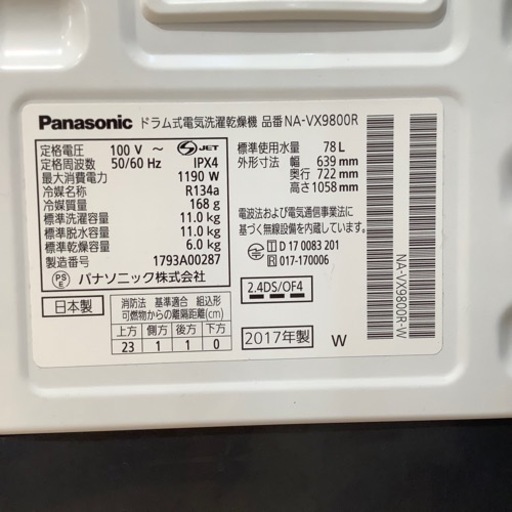 Panasonic ドラム式電気洗濯乾燥機 品番 NA-VX9800R
定格電圧 100 V ～ S JET
定格周波数 50/60 Hz IPX4
最大消費電力 1190 W
冷媒名称 R134a
冷媒質量 168 g
標準洗濯容量 11.0 kg
標準脱水容量 11.0 kg
標準乾燥容量 6.0 kg
製造番号 1793A00287
PS E パナソニック株式会社
日本製
消防法 基準適合 組込形
可燃物からの離隔距離(cm)
上方 側方 後方 下方
23 1 1 0
標準使用水量 78 L
外形寸法 幅 639 mm
奥行 722 mm
高さ 1058 mm
電波法および電気通信事業法に
基づく無線設備を内蔵
T D 17 0083 201
R 017-170006
2.4DS/OF4
2017年製 W
NA-VX9800R-W